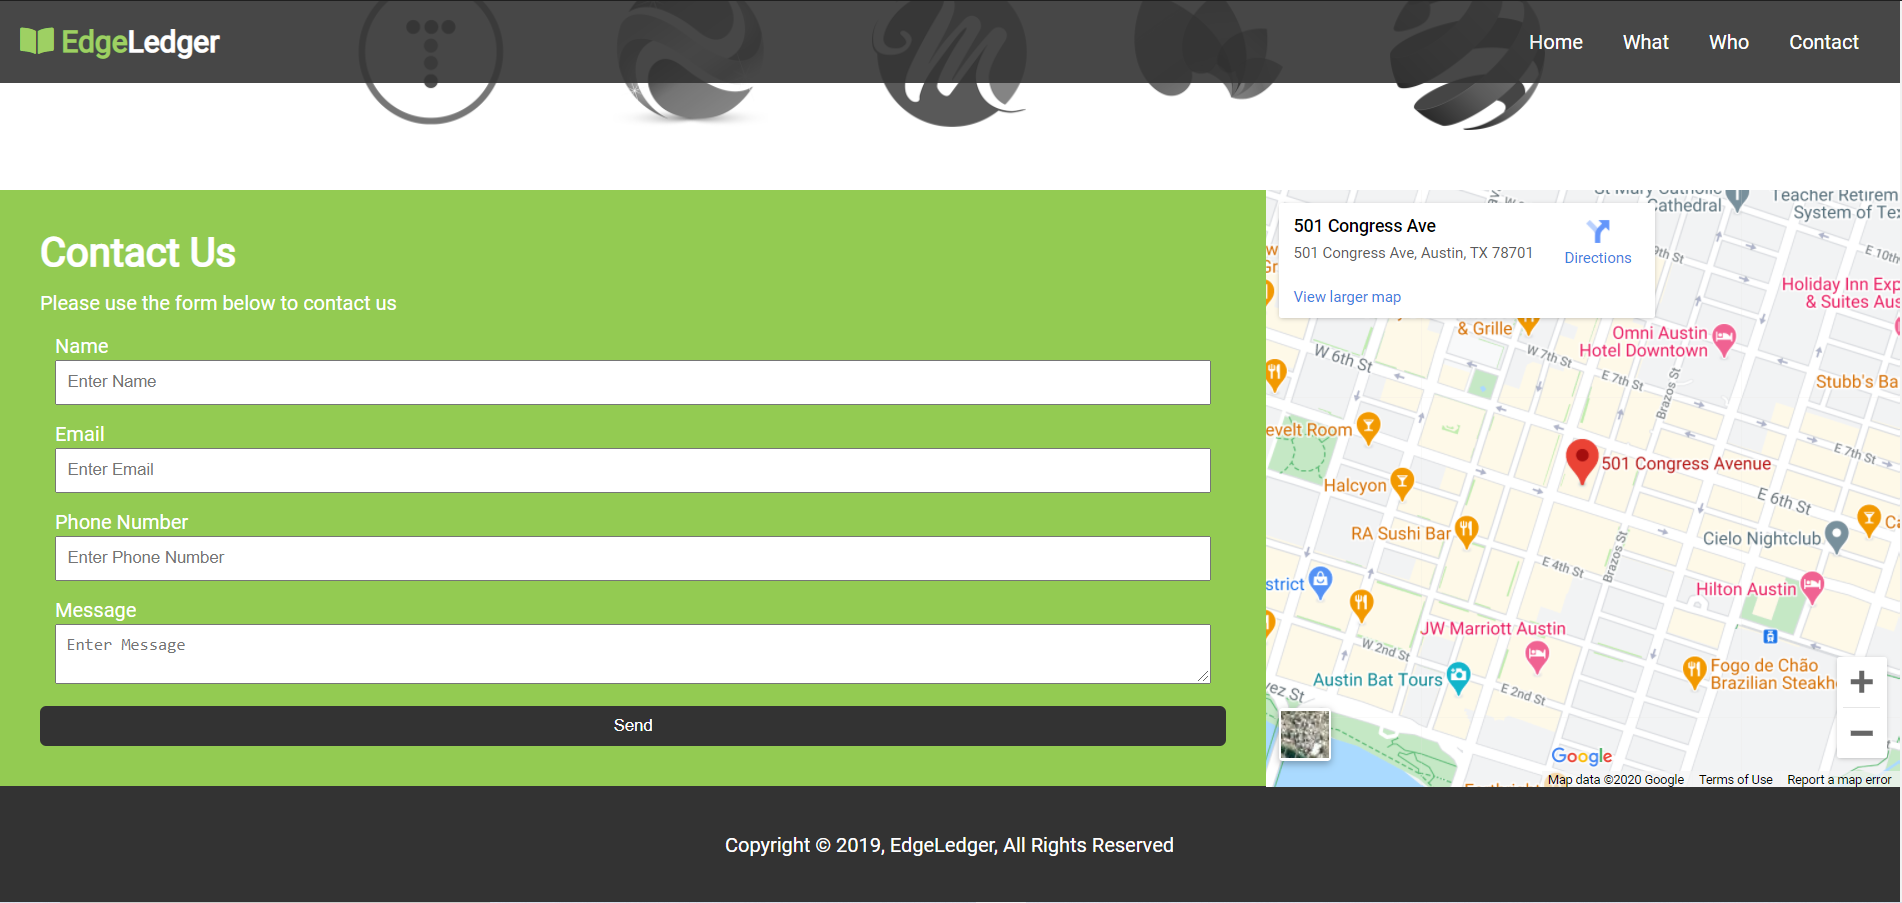 EdgeLedger
Home What Who Contact
Contact Us
Please use the form below to contact us
Name
Enter Name
Email
Enter Email
Phone Number
Enter Phone Number
Message
Enter Message
Send
501 Congress Ave
501 Congress Ave, Austin, TX 78701
Directions
View larger map
Cathedral
Teacher Retirem
System of Te
9th St
E 10th
Holiday Inn Exp
& Suites Aus
& Grille
Omni Austin
Hotel Downtown
W 6th St
W 7th St
E 7th St
Brazos St
Stubb's Ba
evelt Room
501 Congress Avenue
E 7th St
Halcyon
E 6th St
RA Sushi Bar
Cielo Nightclub
Ca
Brazos St
E 4th St
strict
Hilton Austin
JW Marriott Austin
W 2nd St
Fogo de Chão
Brazilian Steakh
Austin Bat Tours
E 2nd St
vez St
Google
Map data ©2020 Google Terms of Use Report a map error
Copyright © 2019, EdgeLedger, All Rights Reserved